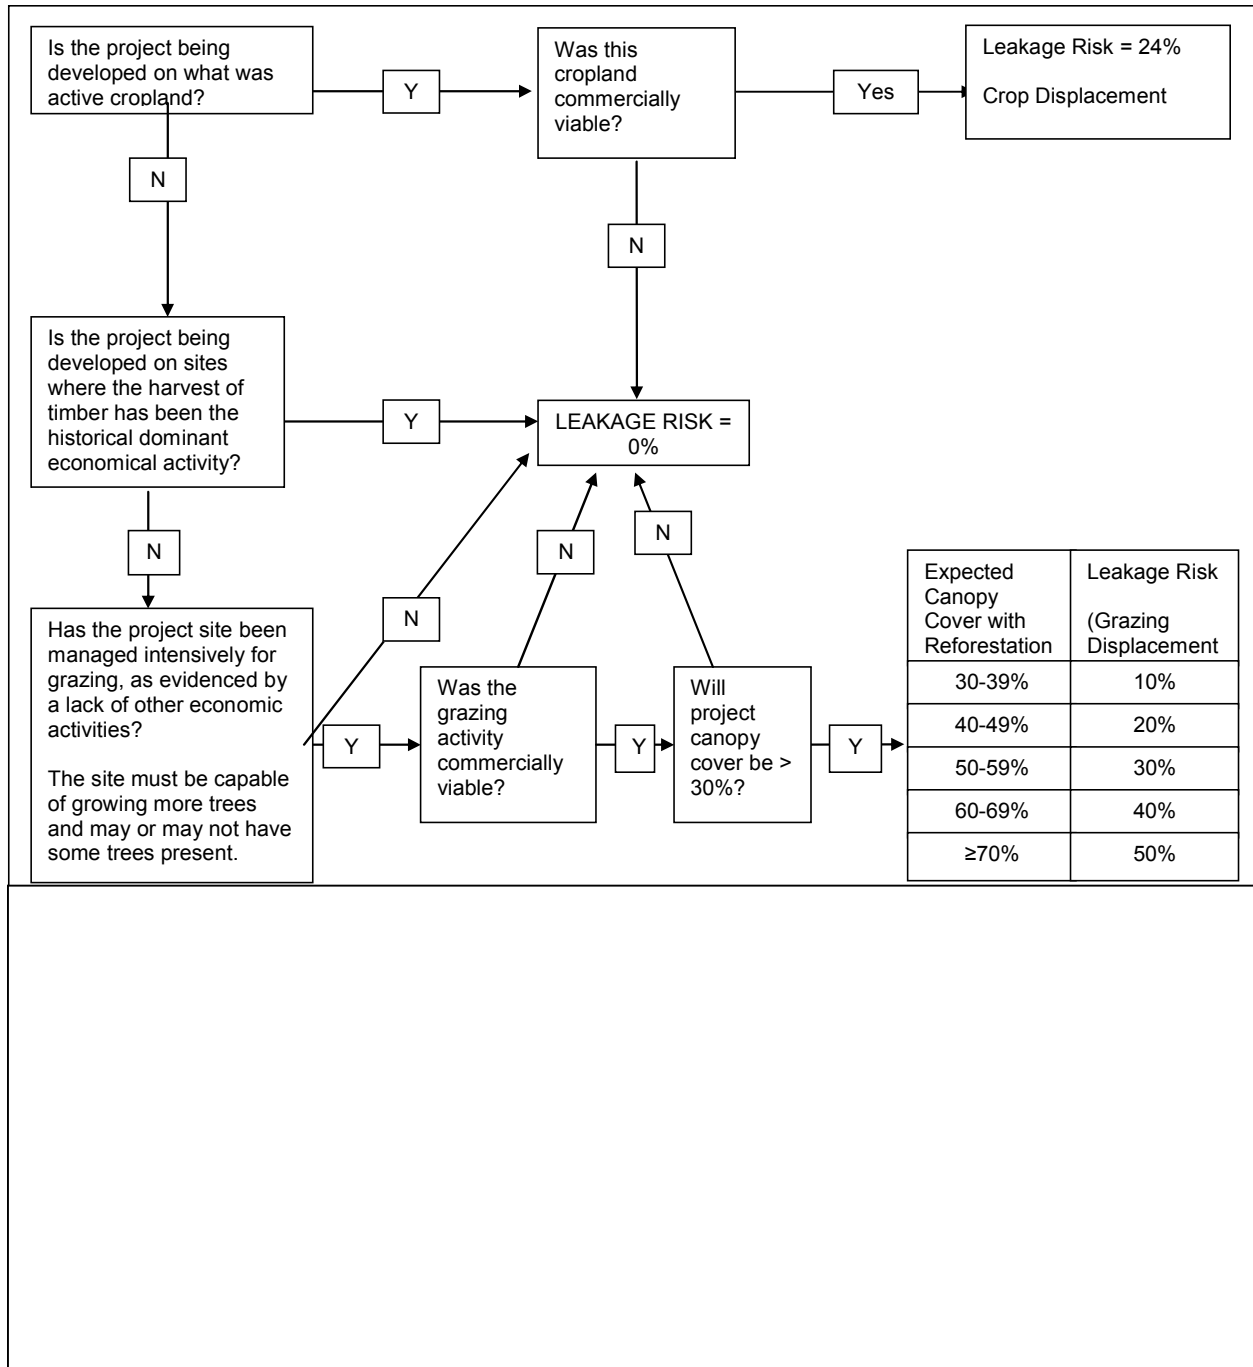 Is the project being
developed on what was
active cropland?
Y
Was this
cropland
commercially
viable?
Yes
Leakage Risk = 24%
Crop Displacement
N
N
Is the project being
developed on sites
where the harvest of
timber has been the
historical dominant
economical activity?
Y
LEAKAGE RISK =
0%
N
N
N
N
Has the project site been
managed intensively for
grazing, as evidenced by
a lack of other economic
activities?
The site must be capable
of growing more trees
and may or may not have
some trees present.
Y
Was the
grazing
activity
commercially
viable?
Y
Will
project
canopy
cover be >
30%?
Y
Expected
Canopy
Cover with
Reforestation
Leakage Risk
(Grazing
Displacement
30-39%
10%
40-49%
20%
50-59%
30%
60-69%
40%
≥70%
50%